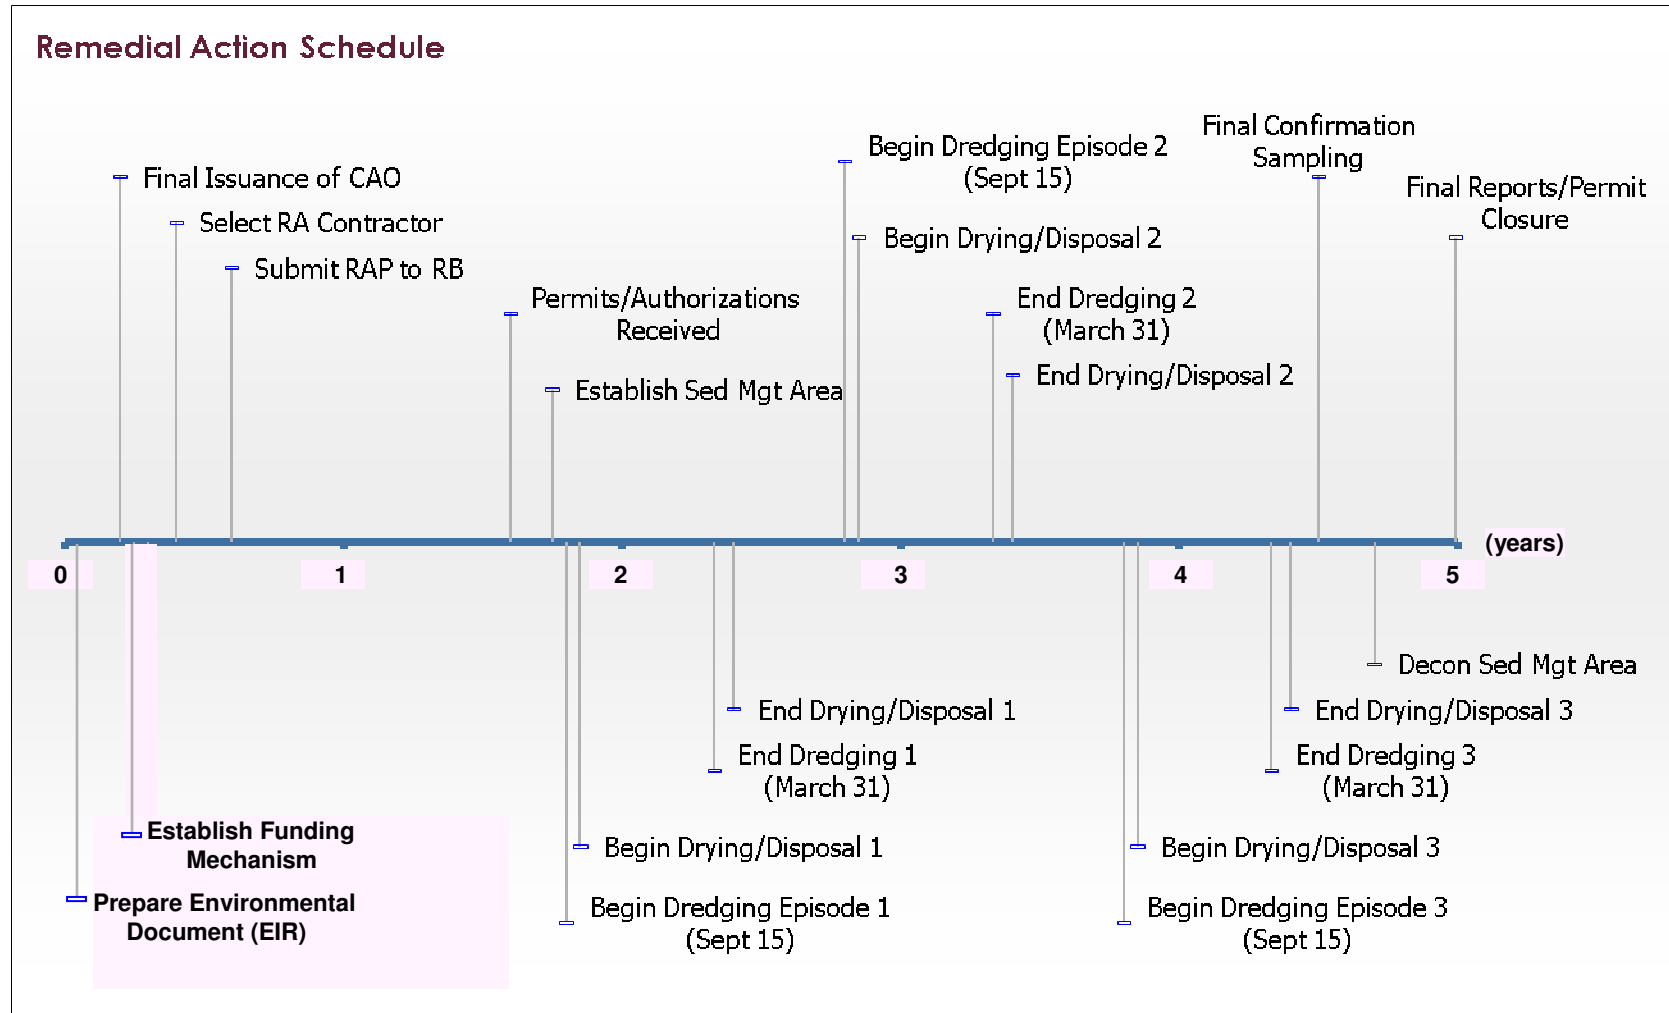 Remedial Action Schedule
Final Issuance of CAO
Select RA Contractor
Submit RAP to RB
Permits/Authorizations
Received
Establish Sed Mgt Area
Begin Dredging Episode 2
(Sept 15)
Begin Drying/Disposal 2
End Dredging 2
(March 31)
End Drying/Disposal 2
Final Confirmation
Sampling
Final Reports/Permit
Closure
(years)
0
1
2
3
4
5
Establish Funding
Mechanism
Prepare Environmental
Document (EIR)
End Drying/Disposal 1
End Dredging 1
(March 31)
Begin Drying/Disposal 1
Begin Dredging Episode 1
(Sept 15)
Decon Sed Mgt Area
End Drying/Disposal 3
End Dredging 3
(March 31)
Begin Drying/Disposal 3
Begin Dredging Episode 3
(Sept 15)